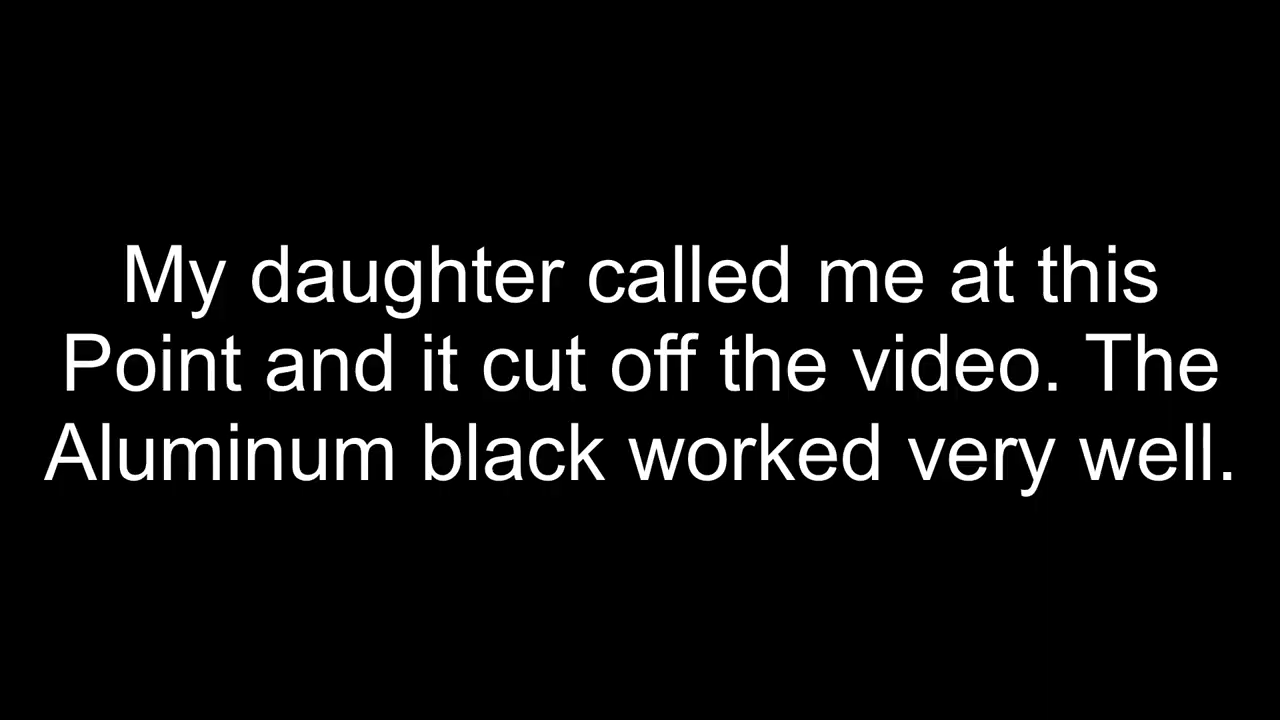 My daughter called me at this
Point and it cut off the video. The
Aluminum black worked very well.